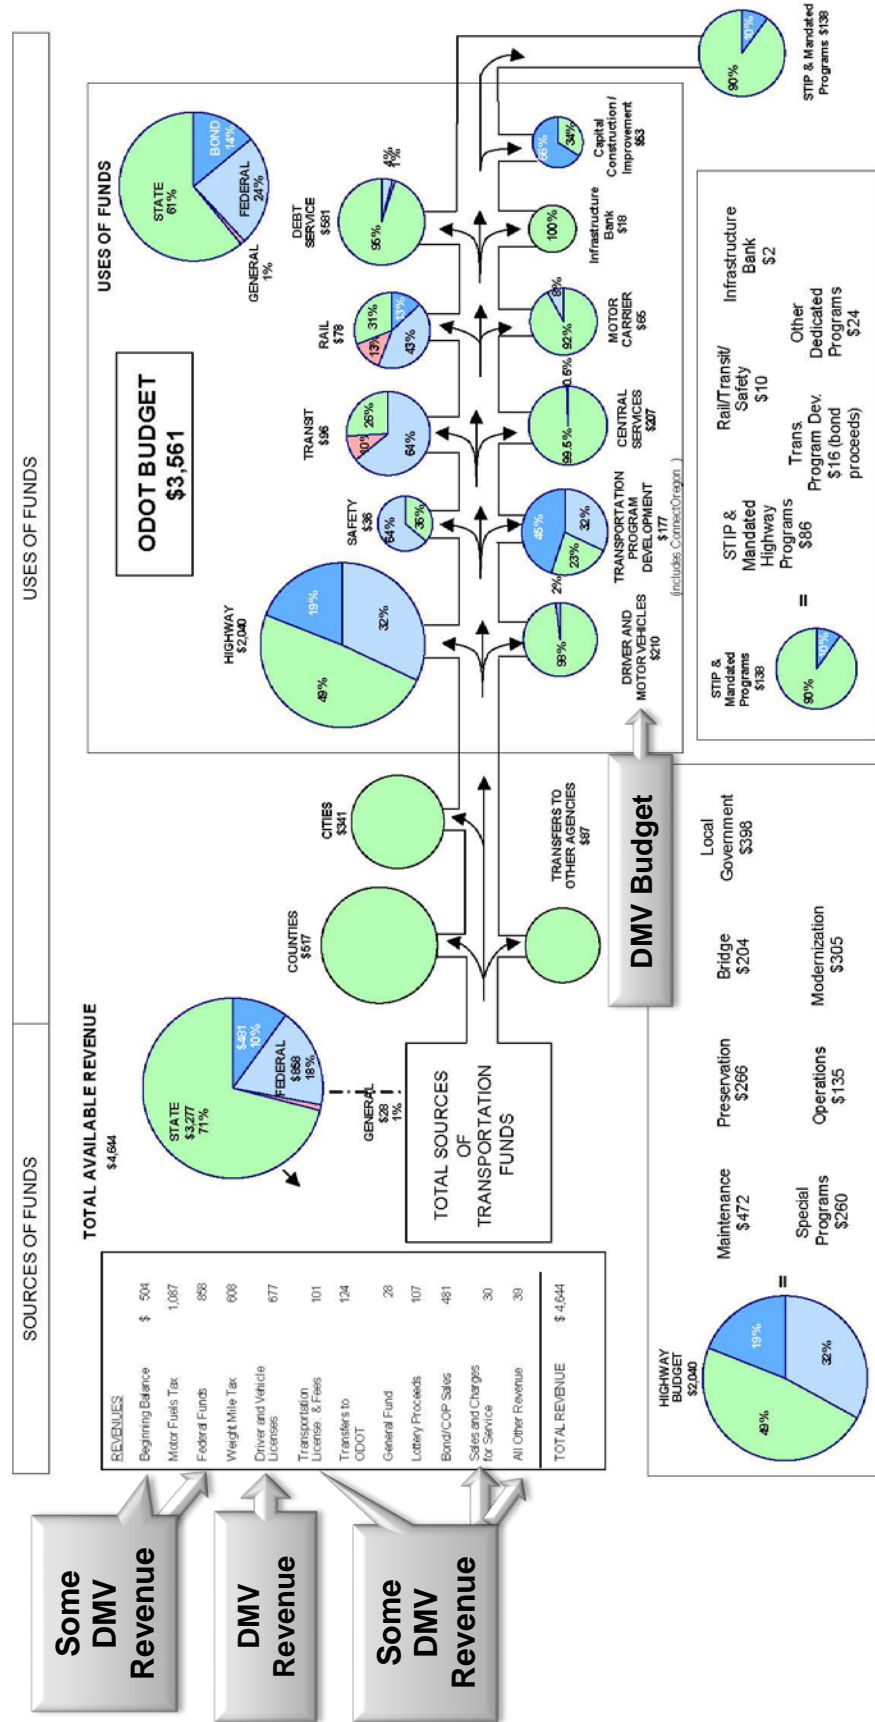 SOURCES OF FUNDS
USES OF FUNDS
Some
DMV
Revenue
DMV
Revenue
Some
DMV
Revenue
REVENUES
Beginning Balance $ 504
Motor Fuels Tax 1,087
Federal Funds 858
Weight Mile Tax 608
Driver and Vehicle
Licenses 677
Transportation
License. & Fees 101
Transfers to
ODOT 124
General Fund 28
Lottery Proceeds 107
Bond/COP Sales 481
Sales and Charges
for Service 30
All Other Revenue 39
TOTAL REVENUE $ 4,644
TOTAL AVAILABLE REVENUE
$4,644
STATE
$3,277
71%
$481
10%
FEDERAL
$858
18%
GENERAL
$28
1%
TOTAL SOURCES
OF
TRANSPORTATION
FUNDS
COUNTIES
$517
CITIES
$341
TRANSFERS TO
OTHER AGENCIES
$87
ODOT BUDGET
$3,561
USES OF FUNDS
STATE
61%
BOND
14%
FEDERAL
24%
GENERAL
1%
HIGHWAY
$2,040
49%
19%
32%
SAFETY
$36
64%
36%
TRANSIT
$96
10%
26%
64%
RAIL
$78
13%
31%
13%
43%
DEBT
SERVICE
$581
95%
4%
1%
DRIVER AND
MOTOR VEHICLES
$210
98%
2%
TRANSPORTATION
PROGRAM
DEVELOPMENT
$177
(includes ConnectOregon )
45%
23%
32%
CENTRAL
SERVICES
$207
99.5%
0.5%
MOTOR
CARRIER
$65
92%
8%
Infrastructure
Bank
$18
100%
Capital
Construction /
Improvement
$53
66%
34%
STIP & Mandated
Programs $138
90%
10%
DMV Budget
HIGHWAY
BUDGET
$2,040
49%
19%
32%
=
Maintenance
$472
Preservation
$266
Bridge
$204
Local
Government
$398
Special
Programs
$260
Operations
$135
Modernization
$305
STIP &
Mandated
Programs
$138
90%
10%
=
STIP &
Mandated
Highway
Programs
$86
Rail/Transit/
Safety
$10
Infrastructure
Bank
$2
Trans.
Program Dev.
$16 (bond
proceeds)
Other
Dedicated
Programs
$24